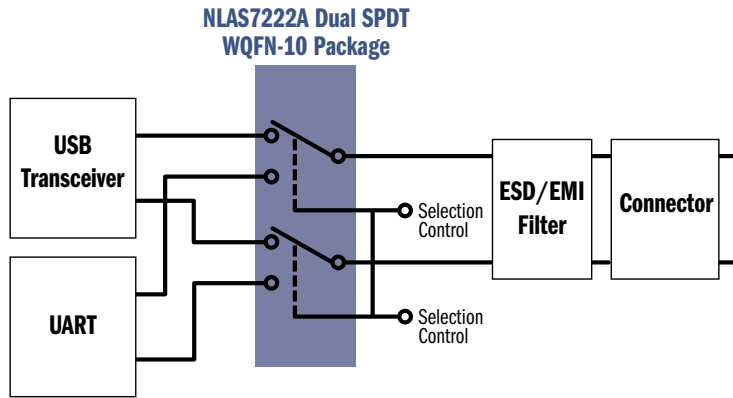 NLAS7222A Dual SPDT
WQFN-10 Package
USB
Transceiver
UART
Selection
Control
Selection
Control
ESD/EMI
Filter
Connector